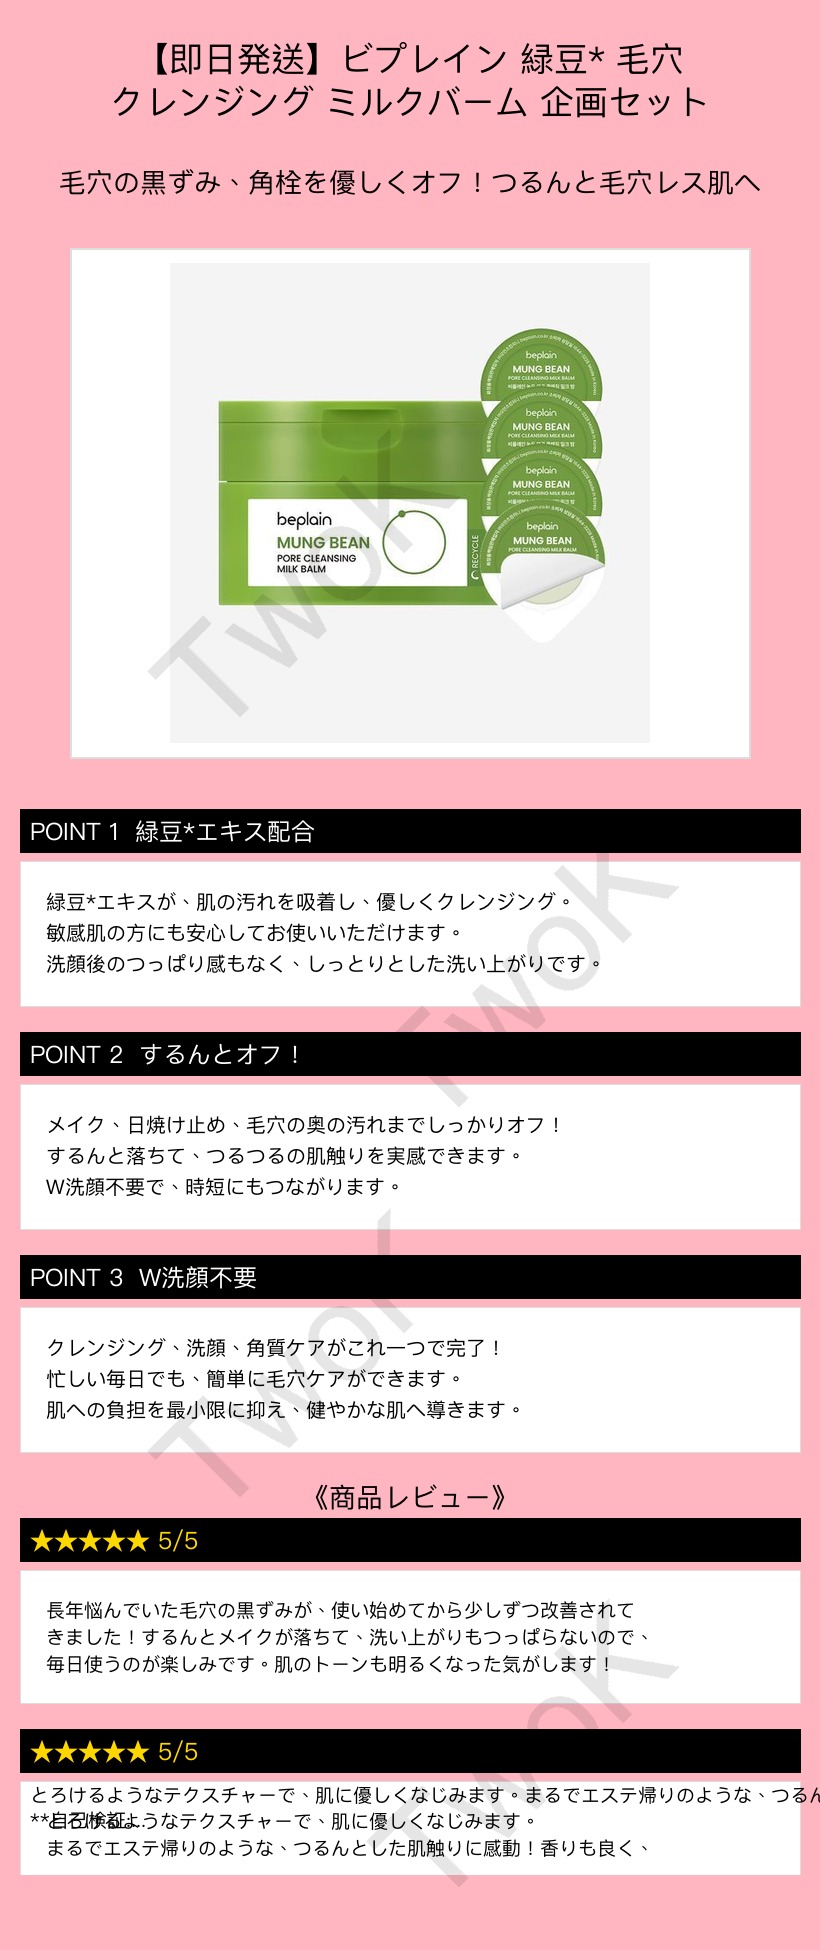 【即日発送】ビプレイン 緑豆* 毛穴
クレンジング ミルクバーム 企画セット
毛穴の黒ずみ、角栓を優しくオフ！つるんと毛穴レス肌へ
beplain
MUNG BEAN
PORE CLEANSING MILK BALM
beplain
MUNG BEAN
PORE CLEANSING MILK BALM
beplain
MUNG BEAN
PORE CLEANSING MILK BALM
beplain
MUNG BEAN
PORE CLEANSING MILK BALM
beplain
MUNG BEAN
PORE CLEANSING
MILK BALM
RECYCLE
TwoK
POINT 1 緑豆*エキス配合
緑豆*エキスが、肌の汚れを吸着し、優しくクレンジング。
敏感肌の方にも安心してお使いいただけます。
洗顔後のつっぱり感もなく、しっとりとした洗い上がりです。
TwoK
POINT 2 するんとオフ！
メイク、日焼け止め、毛穴の奥の汚れまでしっかりオフ！
するんと落ちて、つるつるの肌触りを実感できます。
W洗顔不要で、時短にもつながります。
POINT 3 W洗顔不要
クレンジング、洗顔、角質ケアがこれ一つで完了！
忙しい毎日でも、簡単に毛穴ケアができます。
肌への負担を最小限に抑え、健やかな肌へ導きます。
TwoK
《商品レビュー》
★★★★★ 5/5
長年悩んでいた毛穴の黒ずみが、使い始めてから少しずつ改善されて
きました！するんとメイクが落ちて、洗い上がりもつっぱらないので、
毎日使うのが楽しみです。肌のトーンも明るくなった気がします！
TwoK
★★★★★ 5/5
とろけるようなテクスチャーで、肌に優しくなじみます。まるでエステ帰りのような、つるん
**自己検証...
とろけるようなテクスチャーで、肌に優しくなじみます。
まるでエステ帰りのような、つるんとした肌触りに感動！香りも良く、